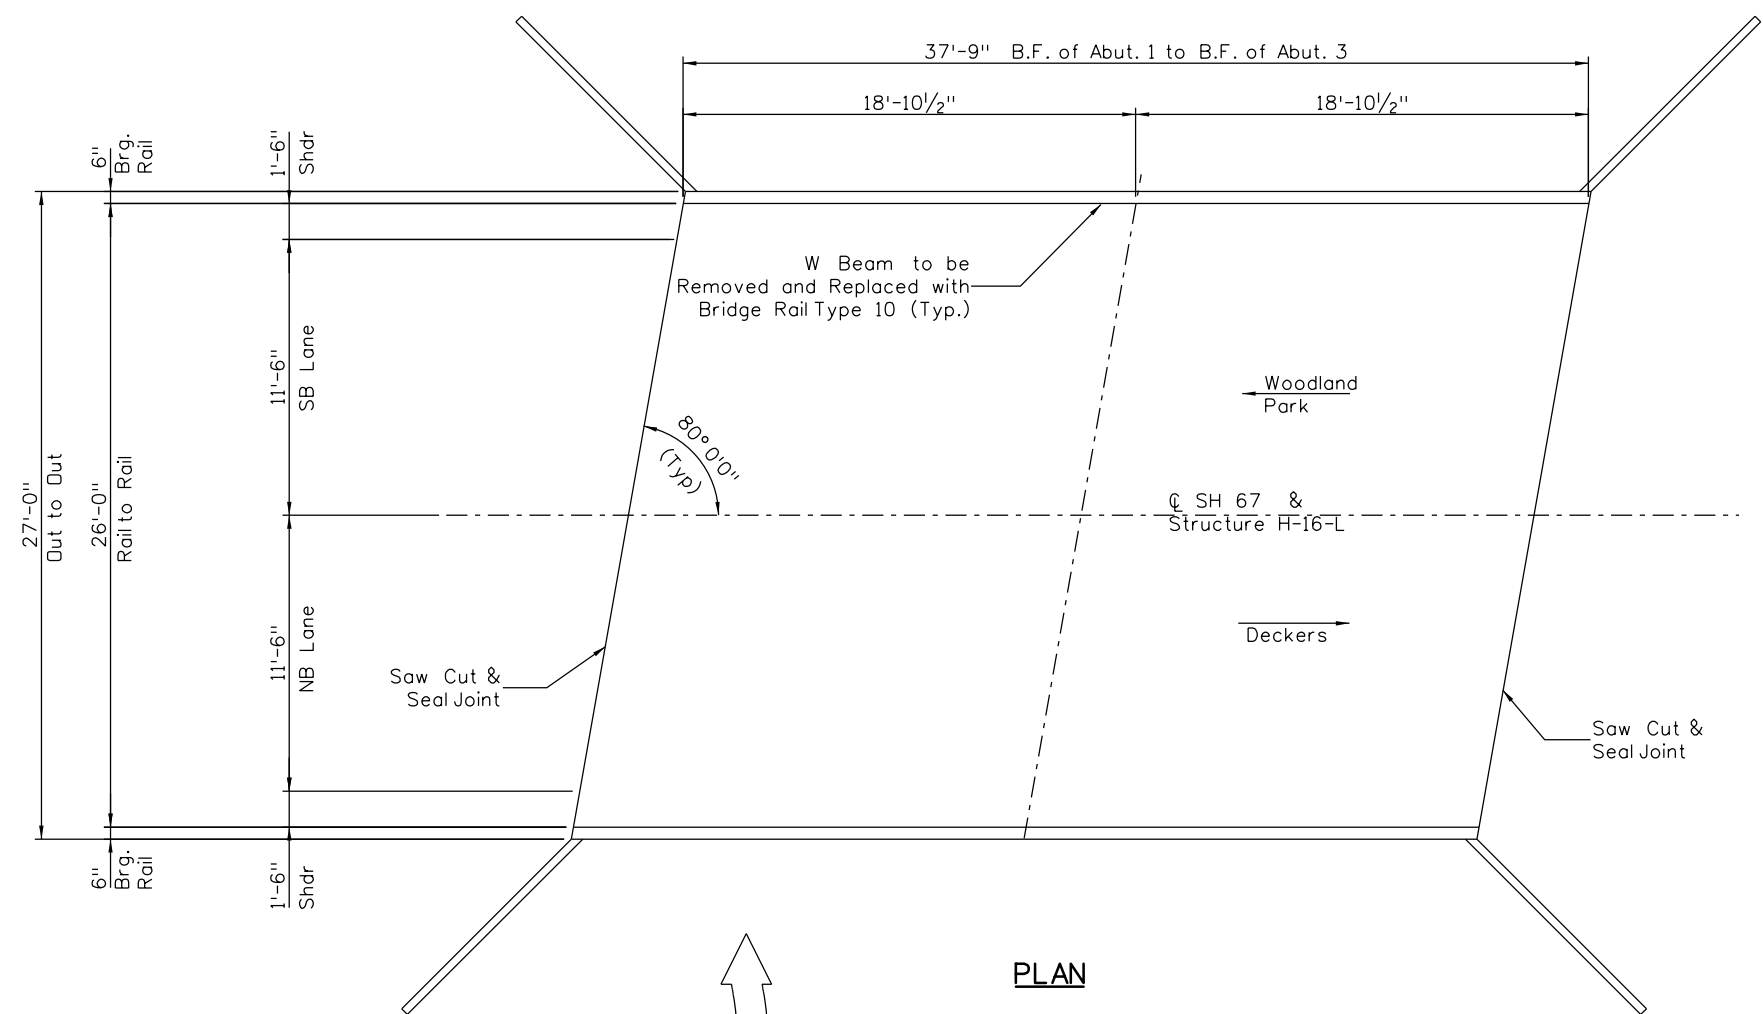 37'-9" B.F. of Abut. 1 to B.F. of Abut. 3
18'-10½"
18'-10½"
6"
Brg.
Rail
1'-6"
Shdr
W Beam to be
Removed and Replaced with
Bridge Rail Type 10 (Typ.)
11'-6"
SB Lane
Woodland
Park
80° 0'0"
(Typ)
27'-0"
Out to Out
26'-0"
Rail to Rail
℄ SH 67 &
Structure H-16-L
11'-6"
NB Lane
Deckers
Saw Cut &
Seal Joint
Saw Cut &
Seal Joint
6"
Brg.
Rail
1'-6"
Shdr
PLAN